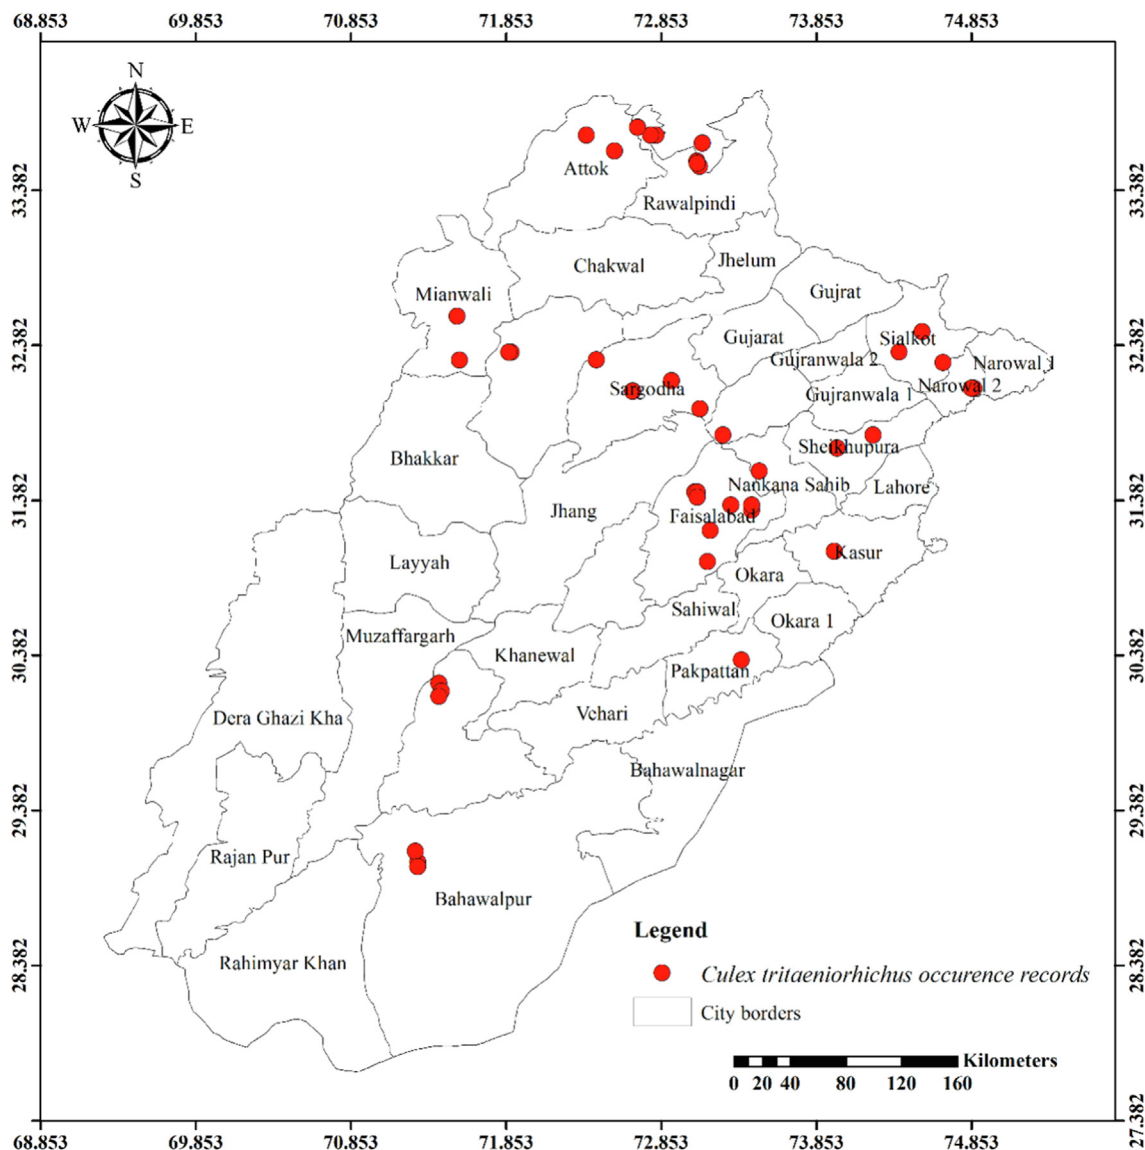 68.853 69.853 70.853 71.853 72.853 73.853 74.853
N
W E
S
33.382 33.382
32.382 32.382
31.382 31.382
30.382 30.382
29.382 29.382
28.382 28.382
27.382
Attok
Rawalpindi
Chakwal
Jhelum
Mianwali
Gujrat
Gujarat
Sialkot
Gujranwala 2
Narowal 1
Narowal 2
Sargodha
Gujranwala 1
Sheikhupura
Bhakkar
Nankana Sahib
Lahore
Jhang
Faisalabad
Kasur
Layyah
Okara
Sahiwal
Okara 1
Muzaffargarh
Khanewal
Pakpattan
Dera Ghazi Kha
Vehari
Bahawalnagar
Rajan Pur
Bahawalpur
Rahimyar Khan
Legend
Culex tritaeniorhichus occurence records
City borders
Kilometers
0 20 40 80 120 160
68.853 69.853 70.853 71.853 72.853 73.853 74.853